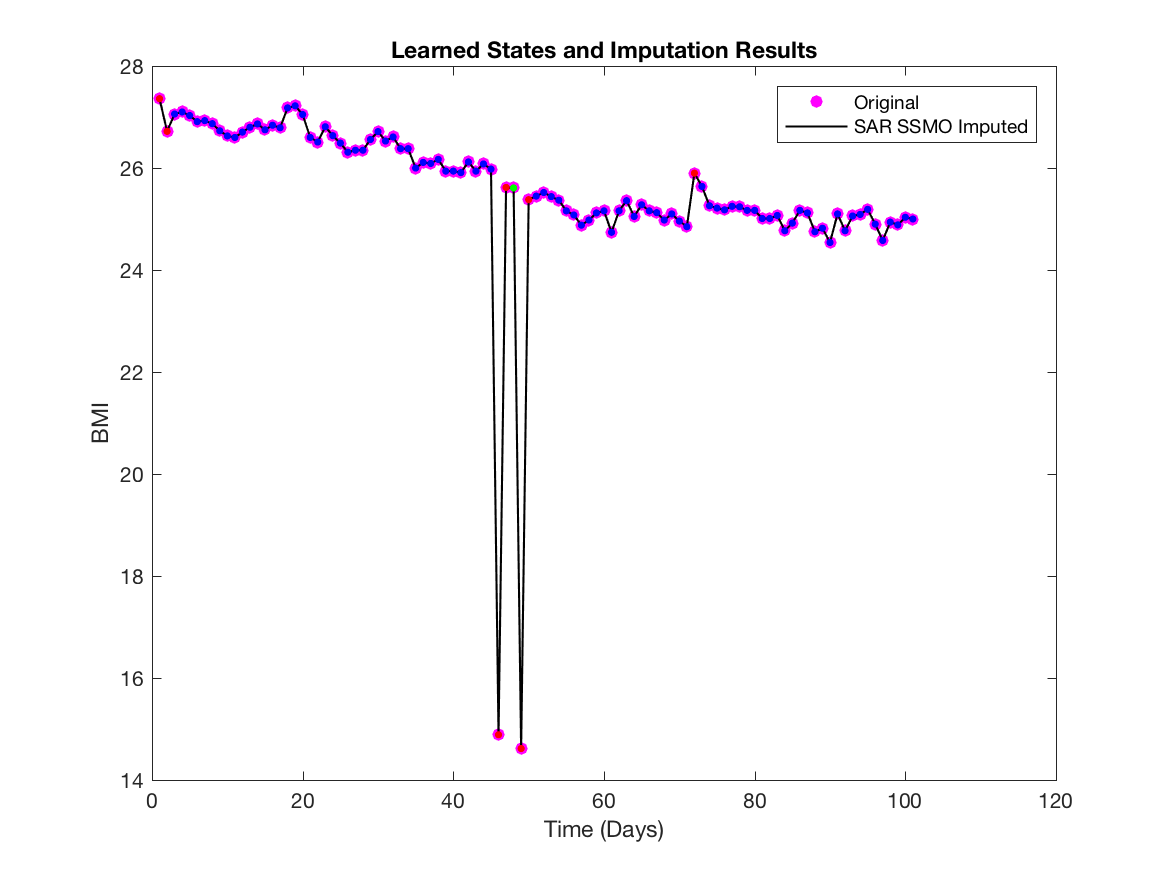 Learned States and Imputation Results
28
26
24
22
20
18
16
14
BMI
Original
SAR SSMO Imputed
0 20 40 60 80 100 120
Time (Days)